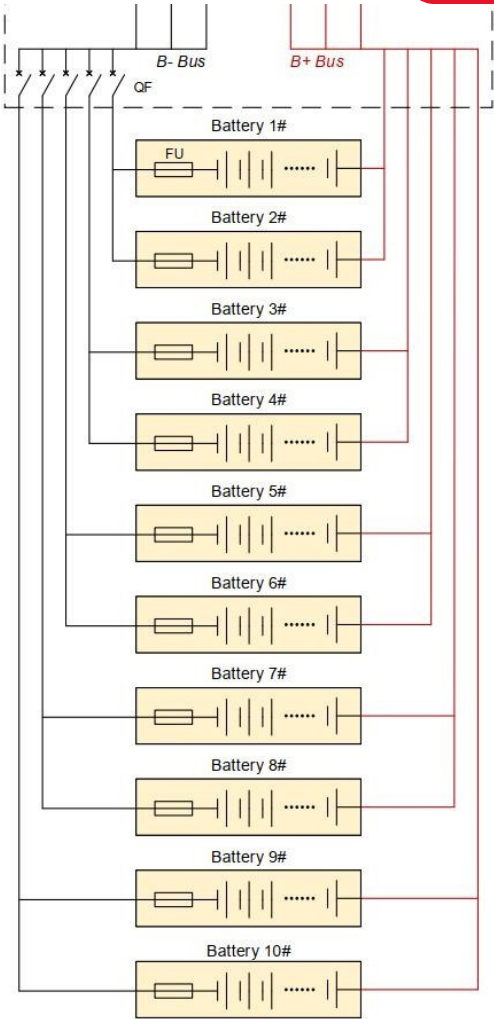 B- Bus
B+ Bus
QF
Battery 1#
FU
Battery 2#
Battery 3#
Battery 4#
Battery 5#
Battery 6#
Battery 7#
Battery 8#
Battery 9#
Battery 10#